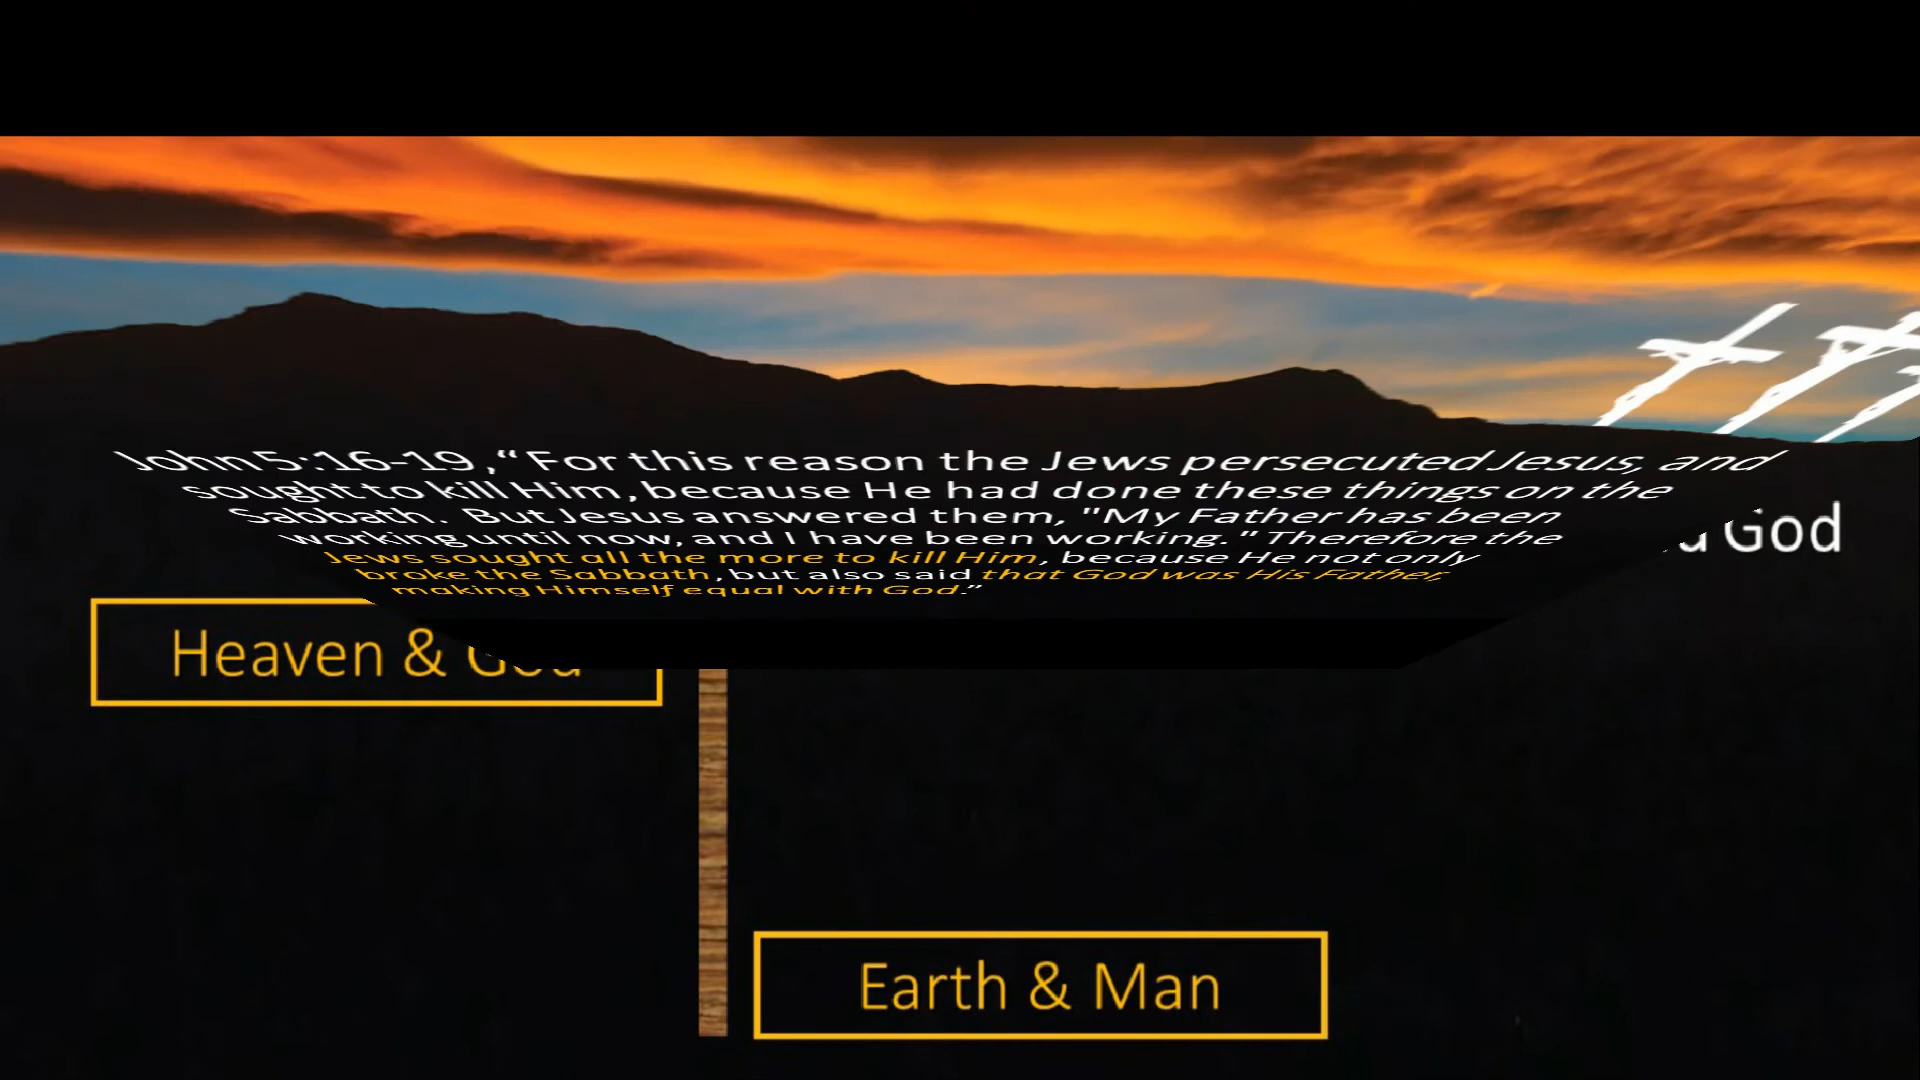 John 5:16-19,“For this reason the Jews persecuted Jesus, and
sought to kill Him, because He had done these things on the
Sabbath. But Jesus answered them, "My Father has been
working until now, and I have been working." Therefore the
Jews sought all the more to kill Him, because He not only
broke the Sabbath, but also said that God was His Father,
making Himself equal with God.”
God
Heaven & God
Earth & Man